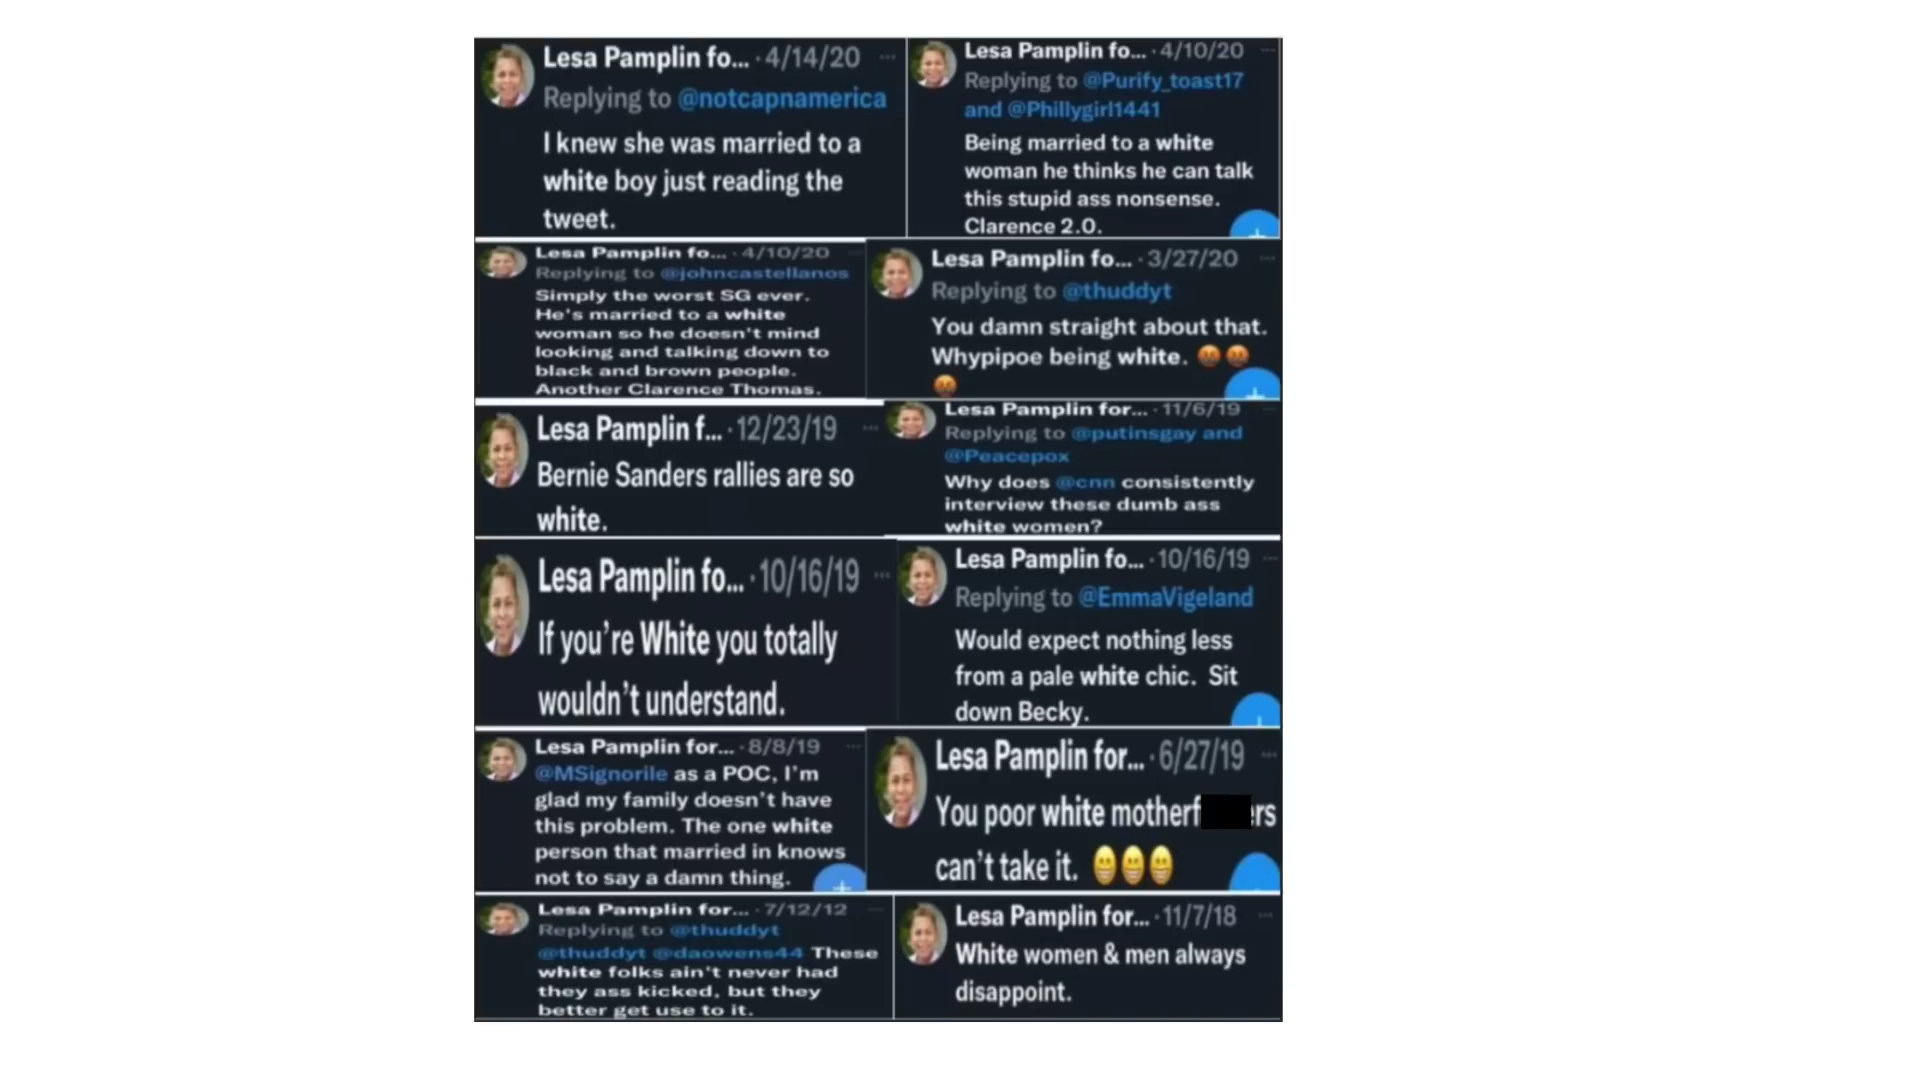 Lesa Pamplin fo... · 4/14/20 ...
Replying to @notcapnamerica
I knew she was married to a
white boy just reading the
tweet.
Lesa Pamplin fo... · 4/10/20 ...
Replying to @Purify_toast17
and @Phillygirl1441
Being married to a white
woman he thinks he can talk
this stupid ass nonsense.
Clarence 2.0.
Lesa Pamplin fo... · 4/10/20
Replying to @johncastellanos
Simply the worst SG ever.
He's married to a white
woman so he doesn't mind
looking and talking down to
black and brown people.
Another Clarence Thomas.
Lesa Pamplin fo... · 3/27/20 ...
Replying to @thuddyt
You damn straight about that.
Whypipoe being white. 😡😡
😡
Lesa Pamplin f... · 12/23/19 ...
Bernie Sanders rallies are so
white.
Lesa Pamplin for... · 11/6/19
Replying to @putinsgay and
@Peacepox
Why does @cnn consistently
interview these dumb ass
white women?
Lesa Pamplin fo... · 10/16/19 ...
If you're White you totally
wouldn't understand.
Lesa Pamplin fo... · 10/16/19 ...
Replying to @EmmaVigeland
Would expect nothing less
from a pale white chic. Sit
down Becky.
Lesa Pamplin for... · 8/8/19 ...
@MSignorile as a POC, I'm
glad my family doesn't have
this problem. The one white
person that married in knows
not to say a damn thing.
Lesa Pamplin for... · 6/27/19 ...
You poor white motherf ers
can't take it. 😁😁😁
Lesa Pamplin for... · 7/12/12
Replying to @thuddyt
@thuddyt @daowens44 These
white folks ain't never had
they ass kicked, but they
better get use to it.
Lesa Pamplin for... · 11/7/18 ...
White women & men always
disappoint.